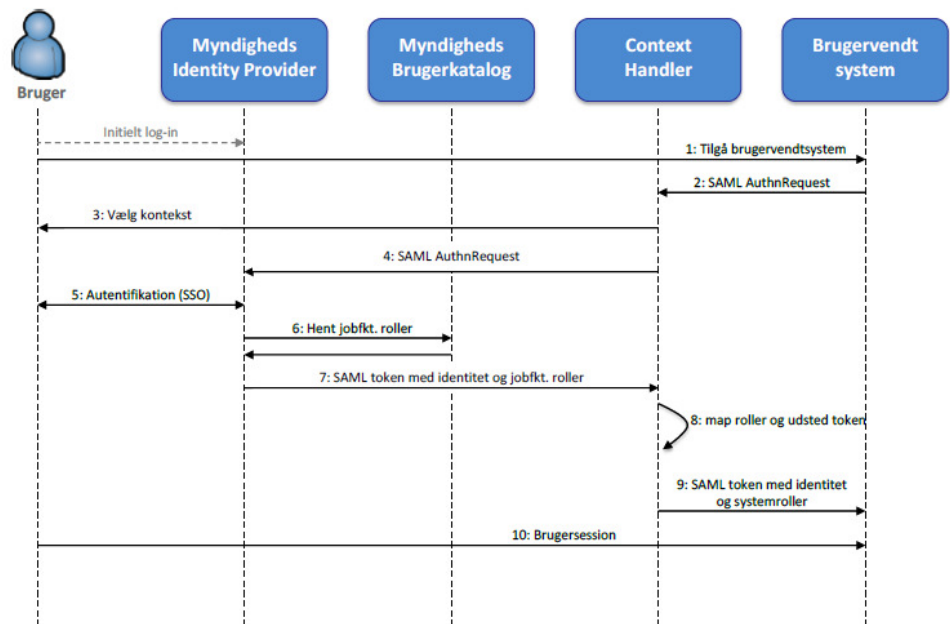 Myndigheds
Identity Provider
Myndigheds
Brugerkatalog
Context
Handler
Brugervendt
system
Bruger
Initielt log-in
1: Tilgå brugervendtsystem
2: SAML AuthnRequest
3: Vælg kontekst
4: SAML AuthnRequest
5: Autentifikation (SSO)
6: Hent jobfkt. roller
7: SAML token med identitet og jobfkt. roller
8: map roller og udsted token
9: SAML token med identitet
og systemroller
10: Brugersession